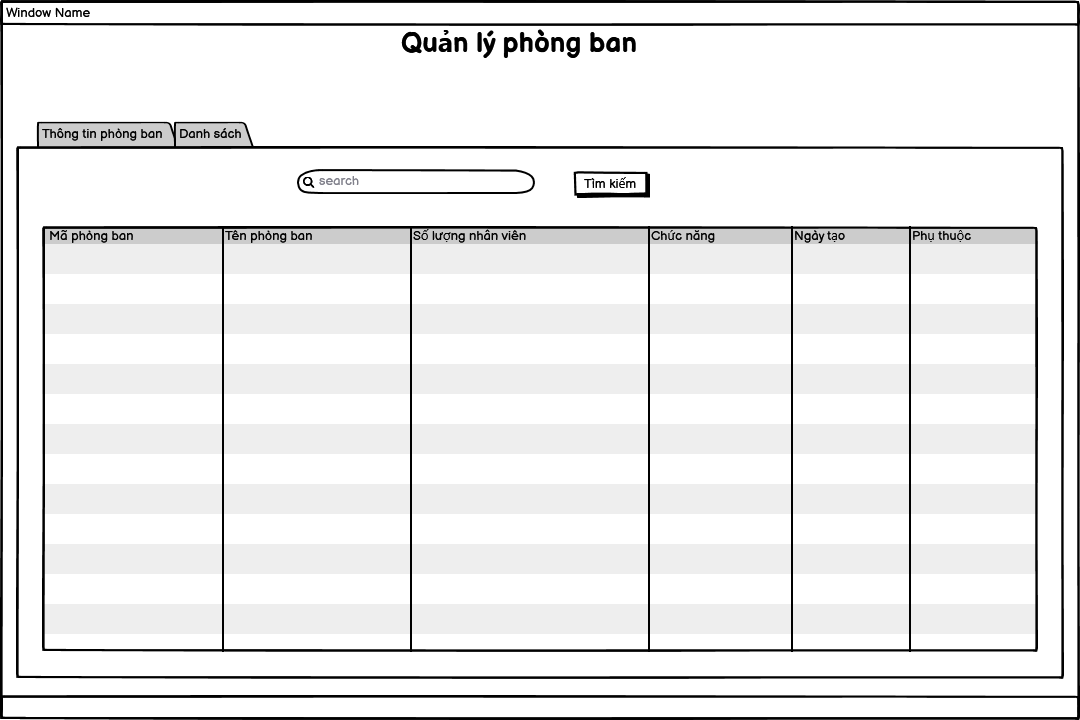 Window Name
Quản lý phòng ban
Thông tin phòng ban
Danh sách
search
Tìm kiếm
Mã phòng ban
Tên phòng ban
Số lượng nhân viên
Chức năng
Ngày tạo
Phụ thuộc